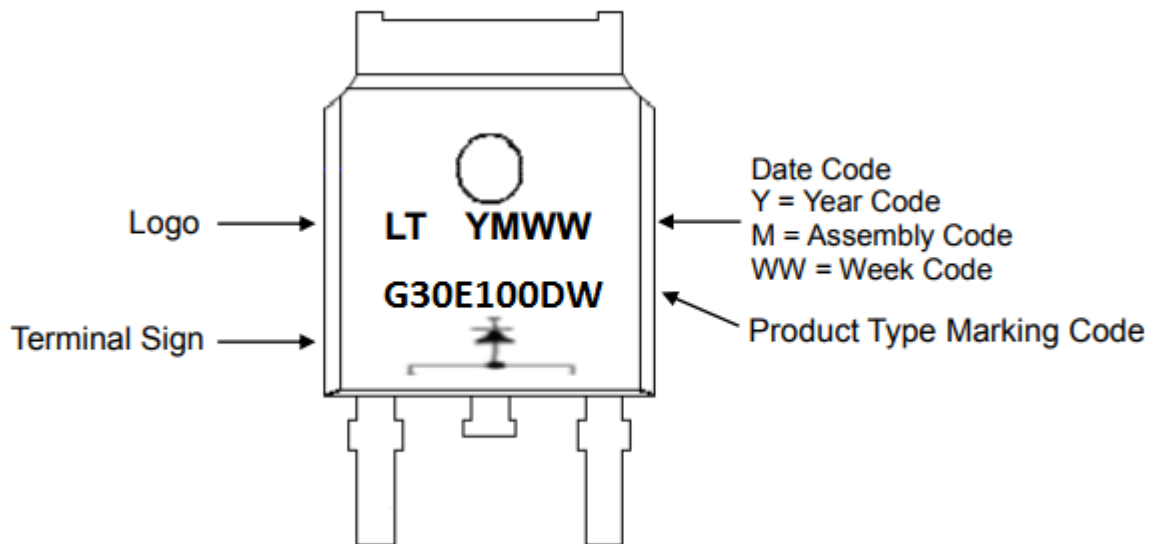 Date Code
Y = Year Code
Logo
LT YMWW
M = Assembly Code
WW = Week Code
G30E100DW
Terminal Sign
Product Type Marking Code